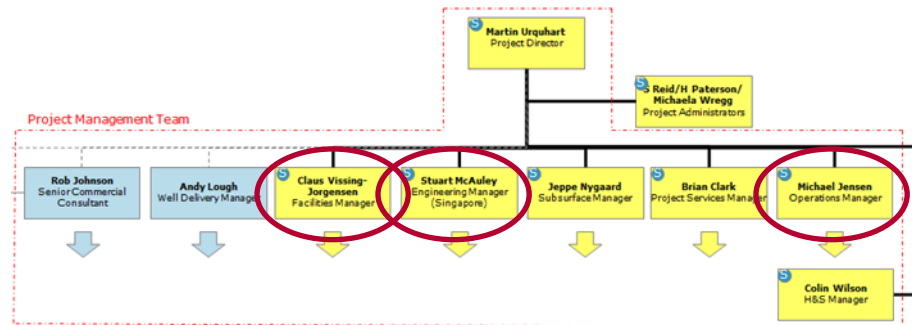 S
Martin Urquhart
Project Director
S
S Reid/H Paterson/
Michaela Wregg
Project Administrators
Project Management Team
Rob Johnson
Senior Commercial
Consultant
Andy Lough
Well Delivery Manager
S
Claus Vissing-
Jorgensen
Facilities Manager
S
Stuart McAuley
Engineering Manager
(Singapore)
S
Jeppe Nygaard
Subsurface Manager
S
Brian Clark
Project Services Manager
S
Michael Jensen
Operations Manager
S
Colin Wilson
H&S Manager